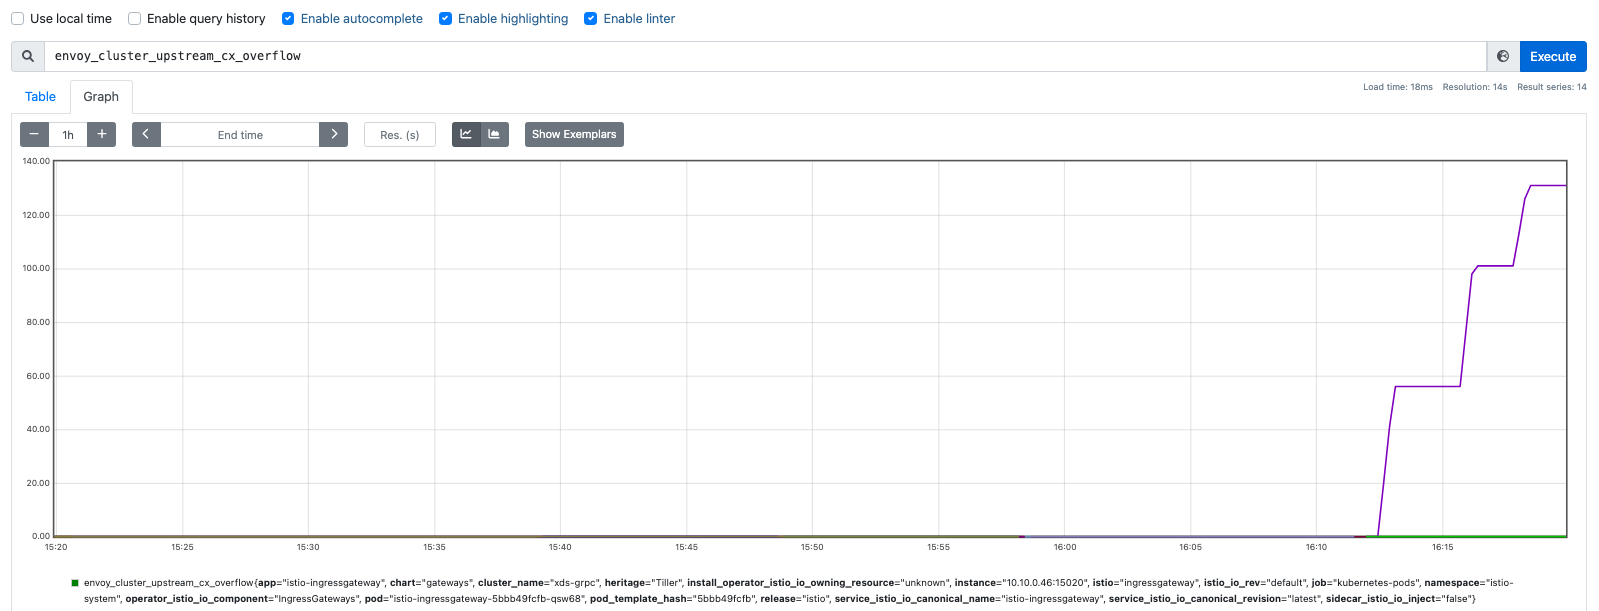 Use local time Enable query history Enable autocomplete Enable highlighting Enable linter
envoy_cluster_upstream_cx_overflow Execute
Table Graph Load time: 18ms Resolution: 14s Result series: 14
− 1h + End time Res. (s) Show Exemplars
140.00
120.00
100.00
80.00
60.00
40.00
20.00
0.00
15:20 15:25 15:30 15:35 15:40 15:45 15:50 15:55 16:00 16:05 16:10 16:15
envoy_cluster_upstream_cx_overflow{app="istio-ingressgateway", chart="gateways", cluster_name="xds-grpc", heritage="Tiller", install_operator_istio_io_owning_resource="unknown", instance="10.10.0.46:15020", istio="ingressgateway", istio_io_rev="default", job="kubernetes-pods", namespace="istio-
system", operator_istio_io_component="IngressGateways", pod="istio-ingressgateway-5bbb49fcfb-qsw68", pod_template_hash="5bbb49fcfb", release="istio", service_istio_io_canonical_name="istio-ingressgateway", service_istio_io_canonical_revision="latest", sidecar_istio_io_inject="false"}